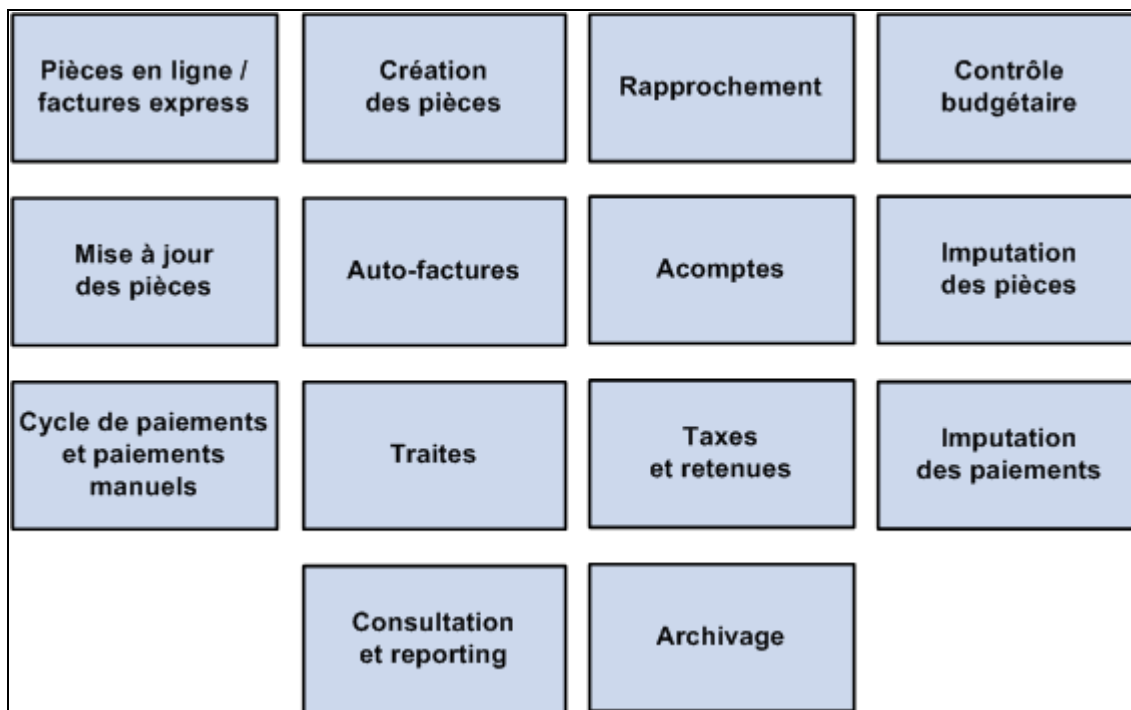 Pièces en ligne /
factures express
Création
des pièces
Rapprochement
Contrôle
budgétaire
Mise à jour
des pièces
Auto-factures
Acomptes
Imputation
des pièces
Cycle de paiements
et paiements
manuels
Traites
Taxes
et retenues
Imputation
des paiements
Consultation
et reporting
Archivage